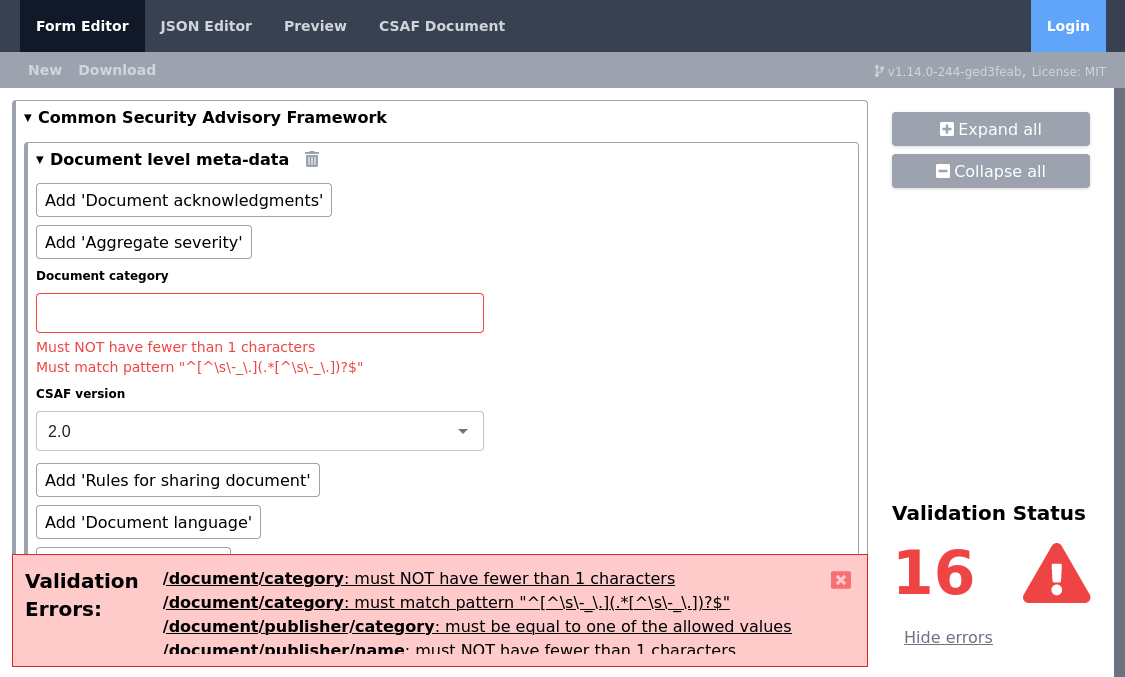 Form Editor JSON Editor Preview CSAF Document Login
New Download v1.14.0-244-ged3feab, License: MIT
▾ Common Security Advisory Framework
▾ Document level meta-data
Add 'Document acknowledgments'
Add 'Aggregate severity'
Document category
Must NOT have fewer than 1 characters
Must match pattern "^[^\s\-_\.](.*[^\s\-_\.])?$"
CSAF version
2.0
Add 'Rules for sharing document'
Add 'Document language'
Expand all
Collapse all
Validation Status
16
Hide errors
Validation
Errors:
/document/category: must NOT have fewer than 1 characters
/document/category: must match pattern "^[^\s\-_\.](.*[^\s\-_\.])?$"
/document/publisher/category: must be equal to one of the allowed values
/document/publisher/name: must NOT have fewer than 1 characters